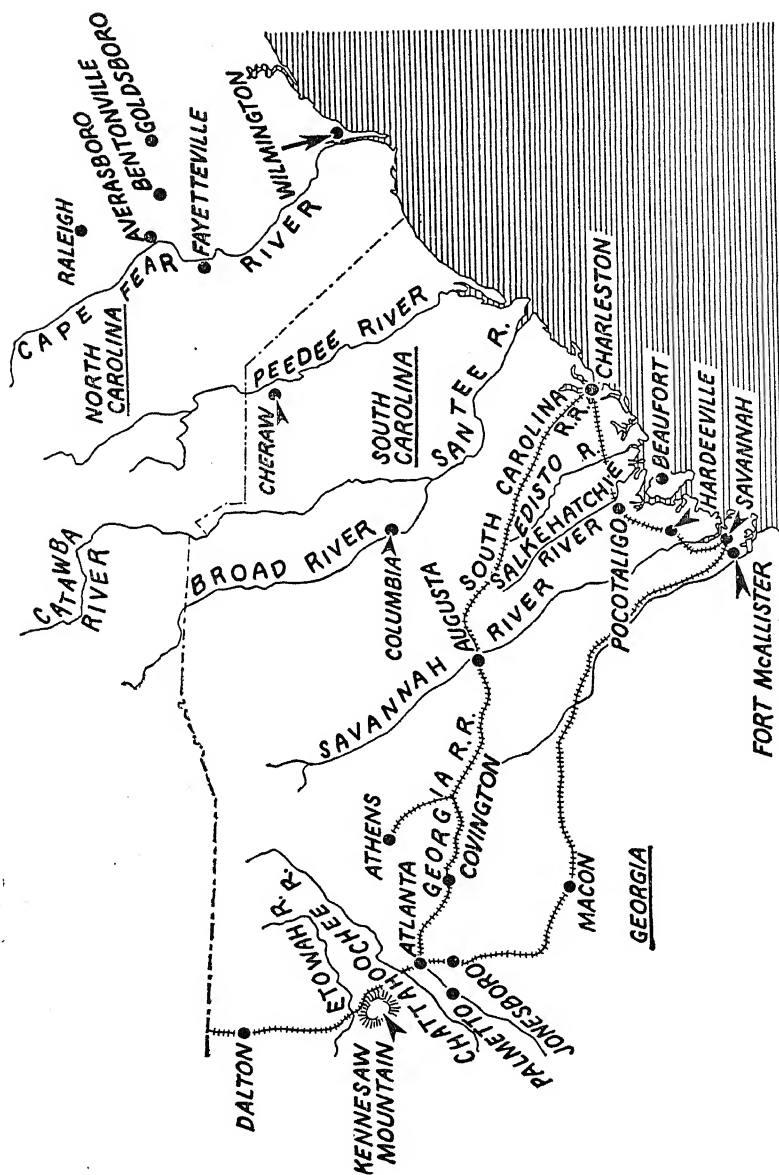 RALEIGH
AVERASBORO
BENTONVILLE
GOLDSBORO
CAPE FEAR RIVER
FAYETTEVILLE
WILMINGTON
NORTH
CAROLINA
CATAWBA
RIVER
PEEDEE RIVER
CHERAW
SOUTH
CAROLINA
SANTEE R.
BROAD RIVER
COLUMBIA
SOUTH CAROLINA R.R.
EDISTO R.
SALKEHATCHIE
RIVER
CHARLESTON
BEAUFORT
HARDEEVILLE
SAVANNAH
POCOTALIGO
FORT McALLISTER
AUGUSTA
SAVANNAH RIVER
DALTON
ETOWAH R.
CHATTAHOOCHEE R.
KENNESAW
MOUNTAIN
ATHENS
ATLANTA
GEORGIA R.R.
COVINGTON
PALMETTO
JONESBORO
MACON
GEORGIA